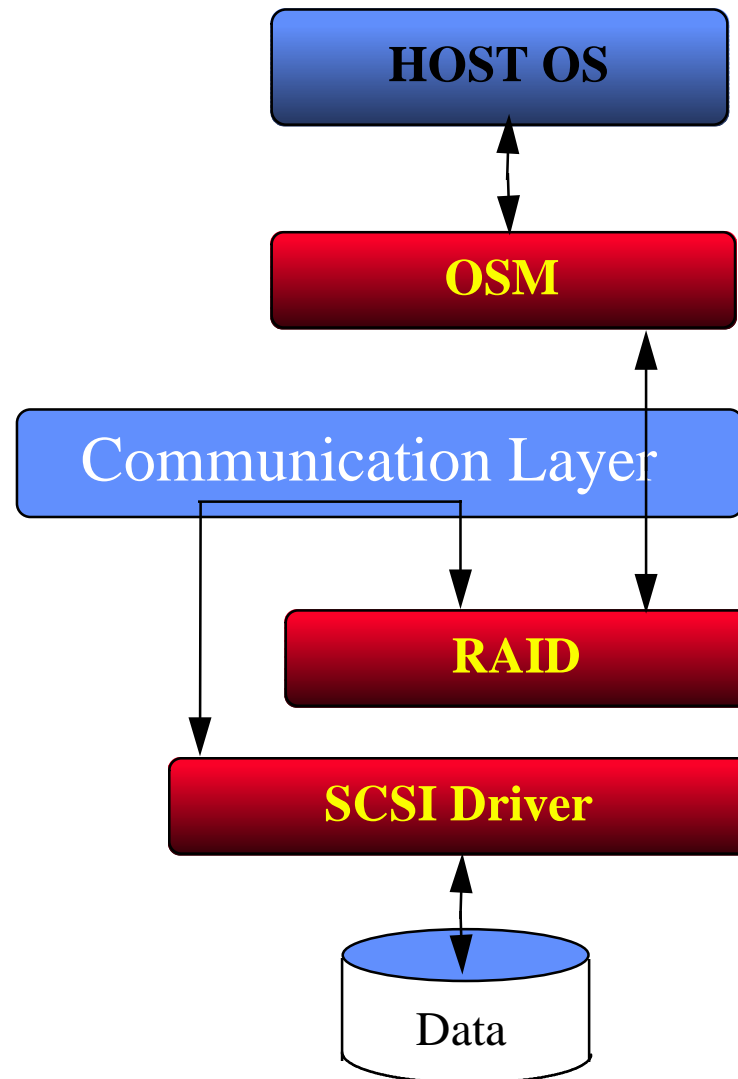 HOST OS
OSM
Communication Layer
RAID
SCSI Driver
Data